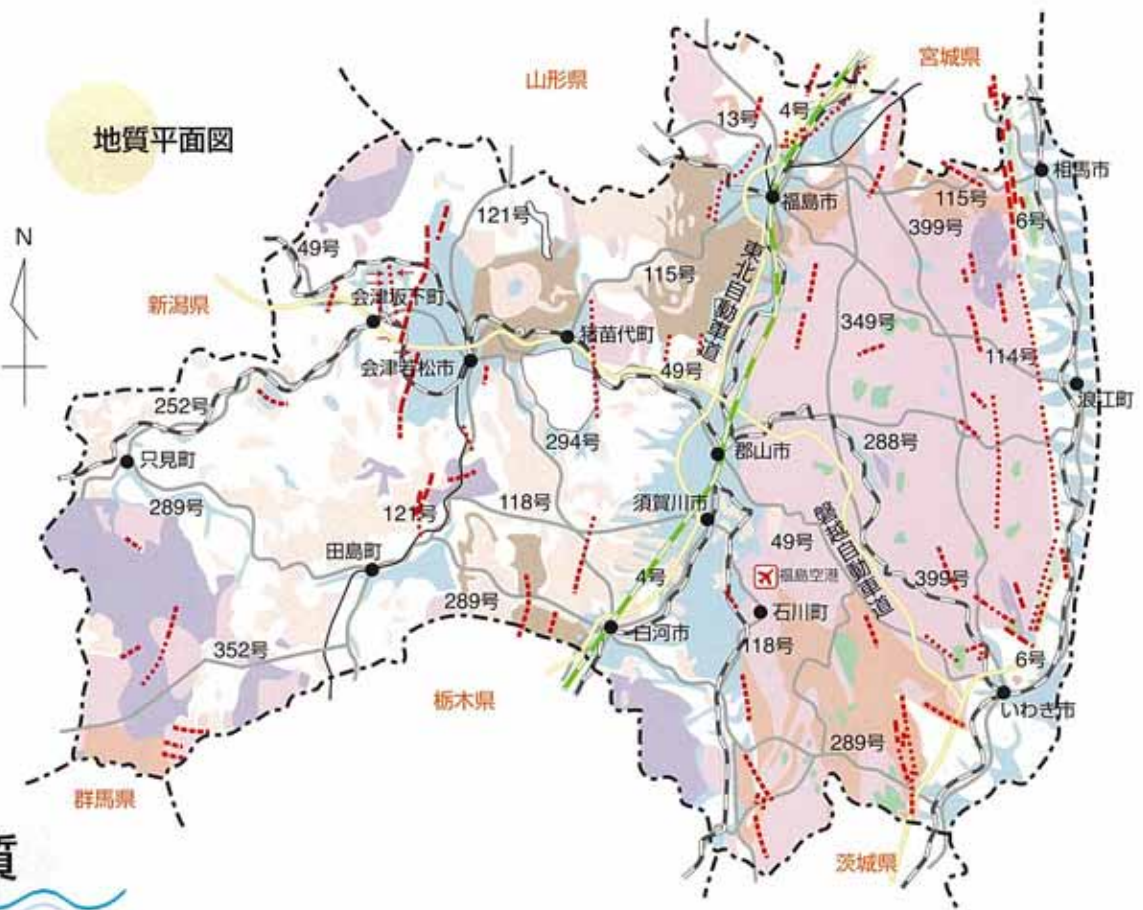 地質平面図
N
山形県
宮城県
新潟県
栃木県
群馬県
茨城県
13号
4号
福島市
相馬市
115号
6号
399号
121号
49号
115号
会津坂下町
猪苗代町
会津若松市
東北自動車道
349号
114号
浪江町
252号
49号
294号
288号
郡山市
只見町
289号
121号
118号
須賀川市
田島町
49号
福島空港
磐越自動車道
399号
4号
石川町
289号
白河市
118号
352号
6号
いわき市
289号
質